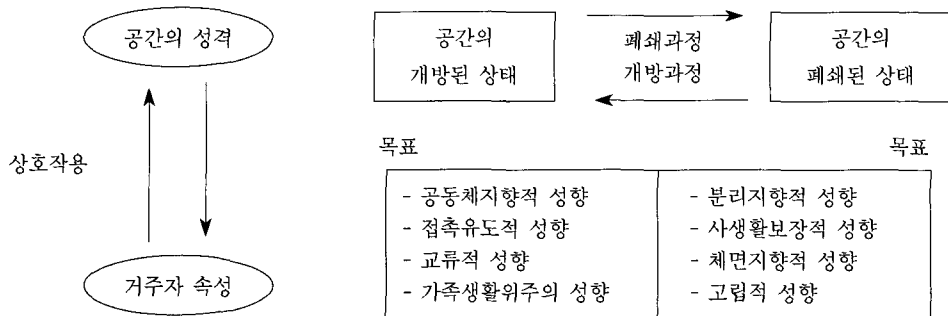 공간의 성격
상호작용
거주자 속성
공간의
개방된 상태
폐쇄과정
개방과정
공간의
폐쇄된 상태
목표
목표
- 공동체지향적 성향
- 접촉유도적 성향
- 교류적 성향
- 가족생활위주의 성향
- 분리지향적 성향
- 사생활보장적 성향
- 체면지향적 성향
- 고립적 성향